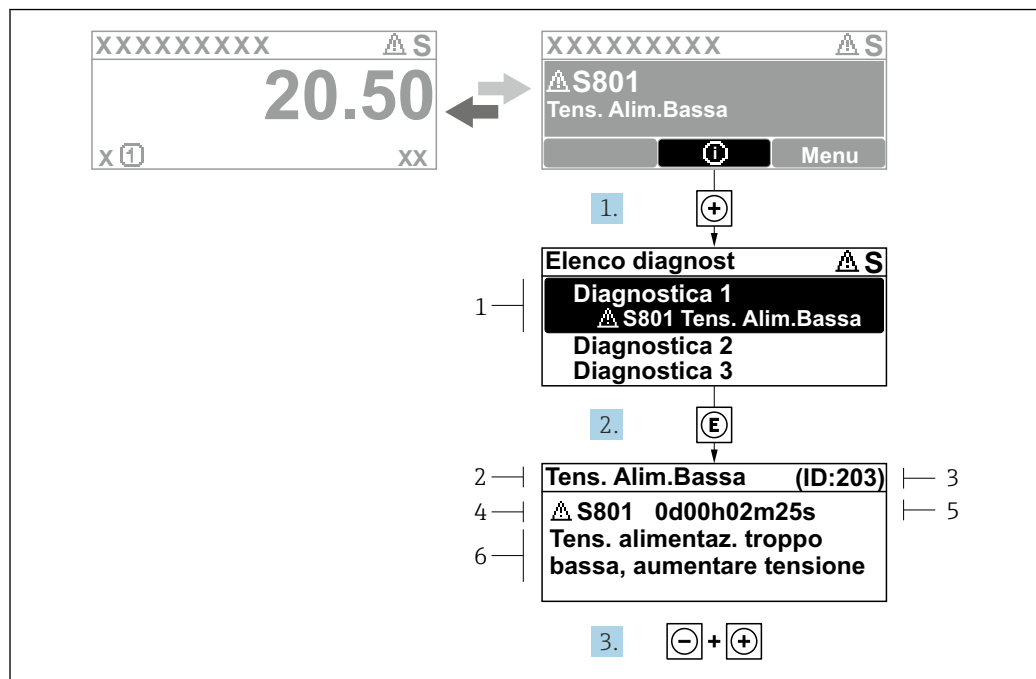 XXXXXXXXX ⚠ S
20.50
x ① xx
XXXXXXXXX ⚠ S
⚠ S801
Tens. Alim.Bassa
ⓘ Menu
1. +
Elenco diagnost ⚠ S
1
Diagnostica 1
⚠ S801 Tens. Alim.Bassa
Diagnostica 2
Diagnostica 3
2. E
2 Tens. Alim.Bassa (ID:203) 3
4 ⚠ S801 0d00h02m25s 5
6 Tens. alimentaz. troppo
bassa, aumentare tensione
3. - + +